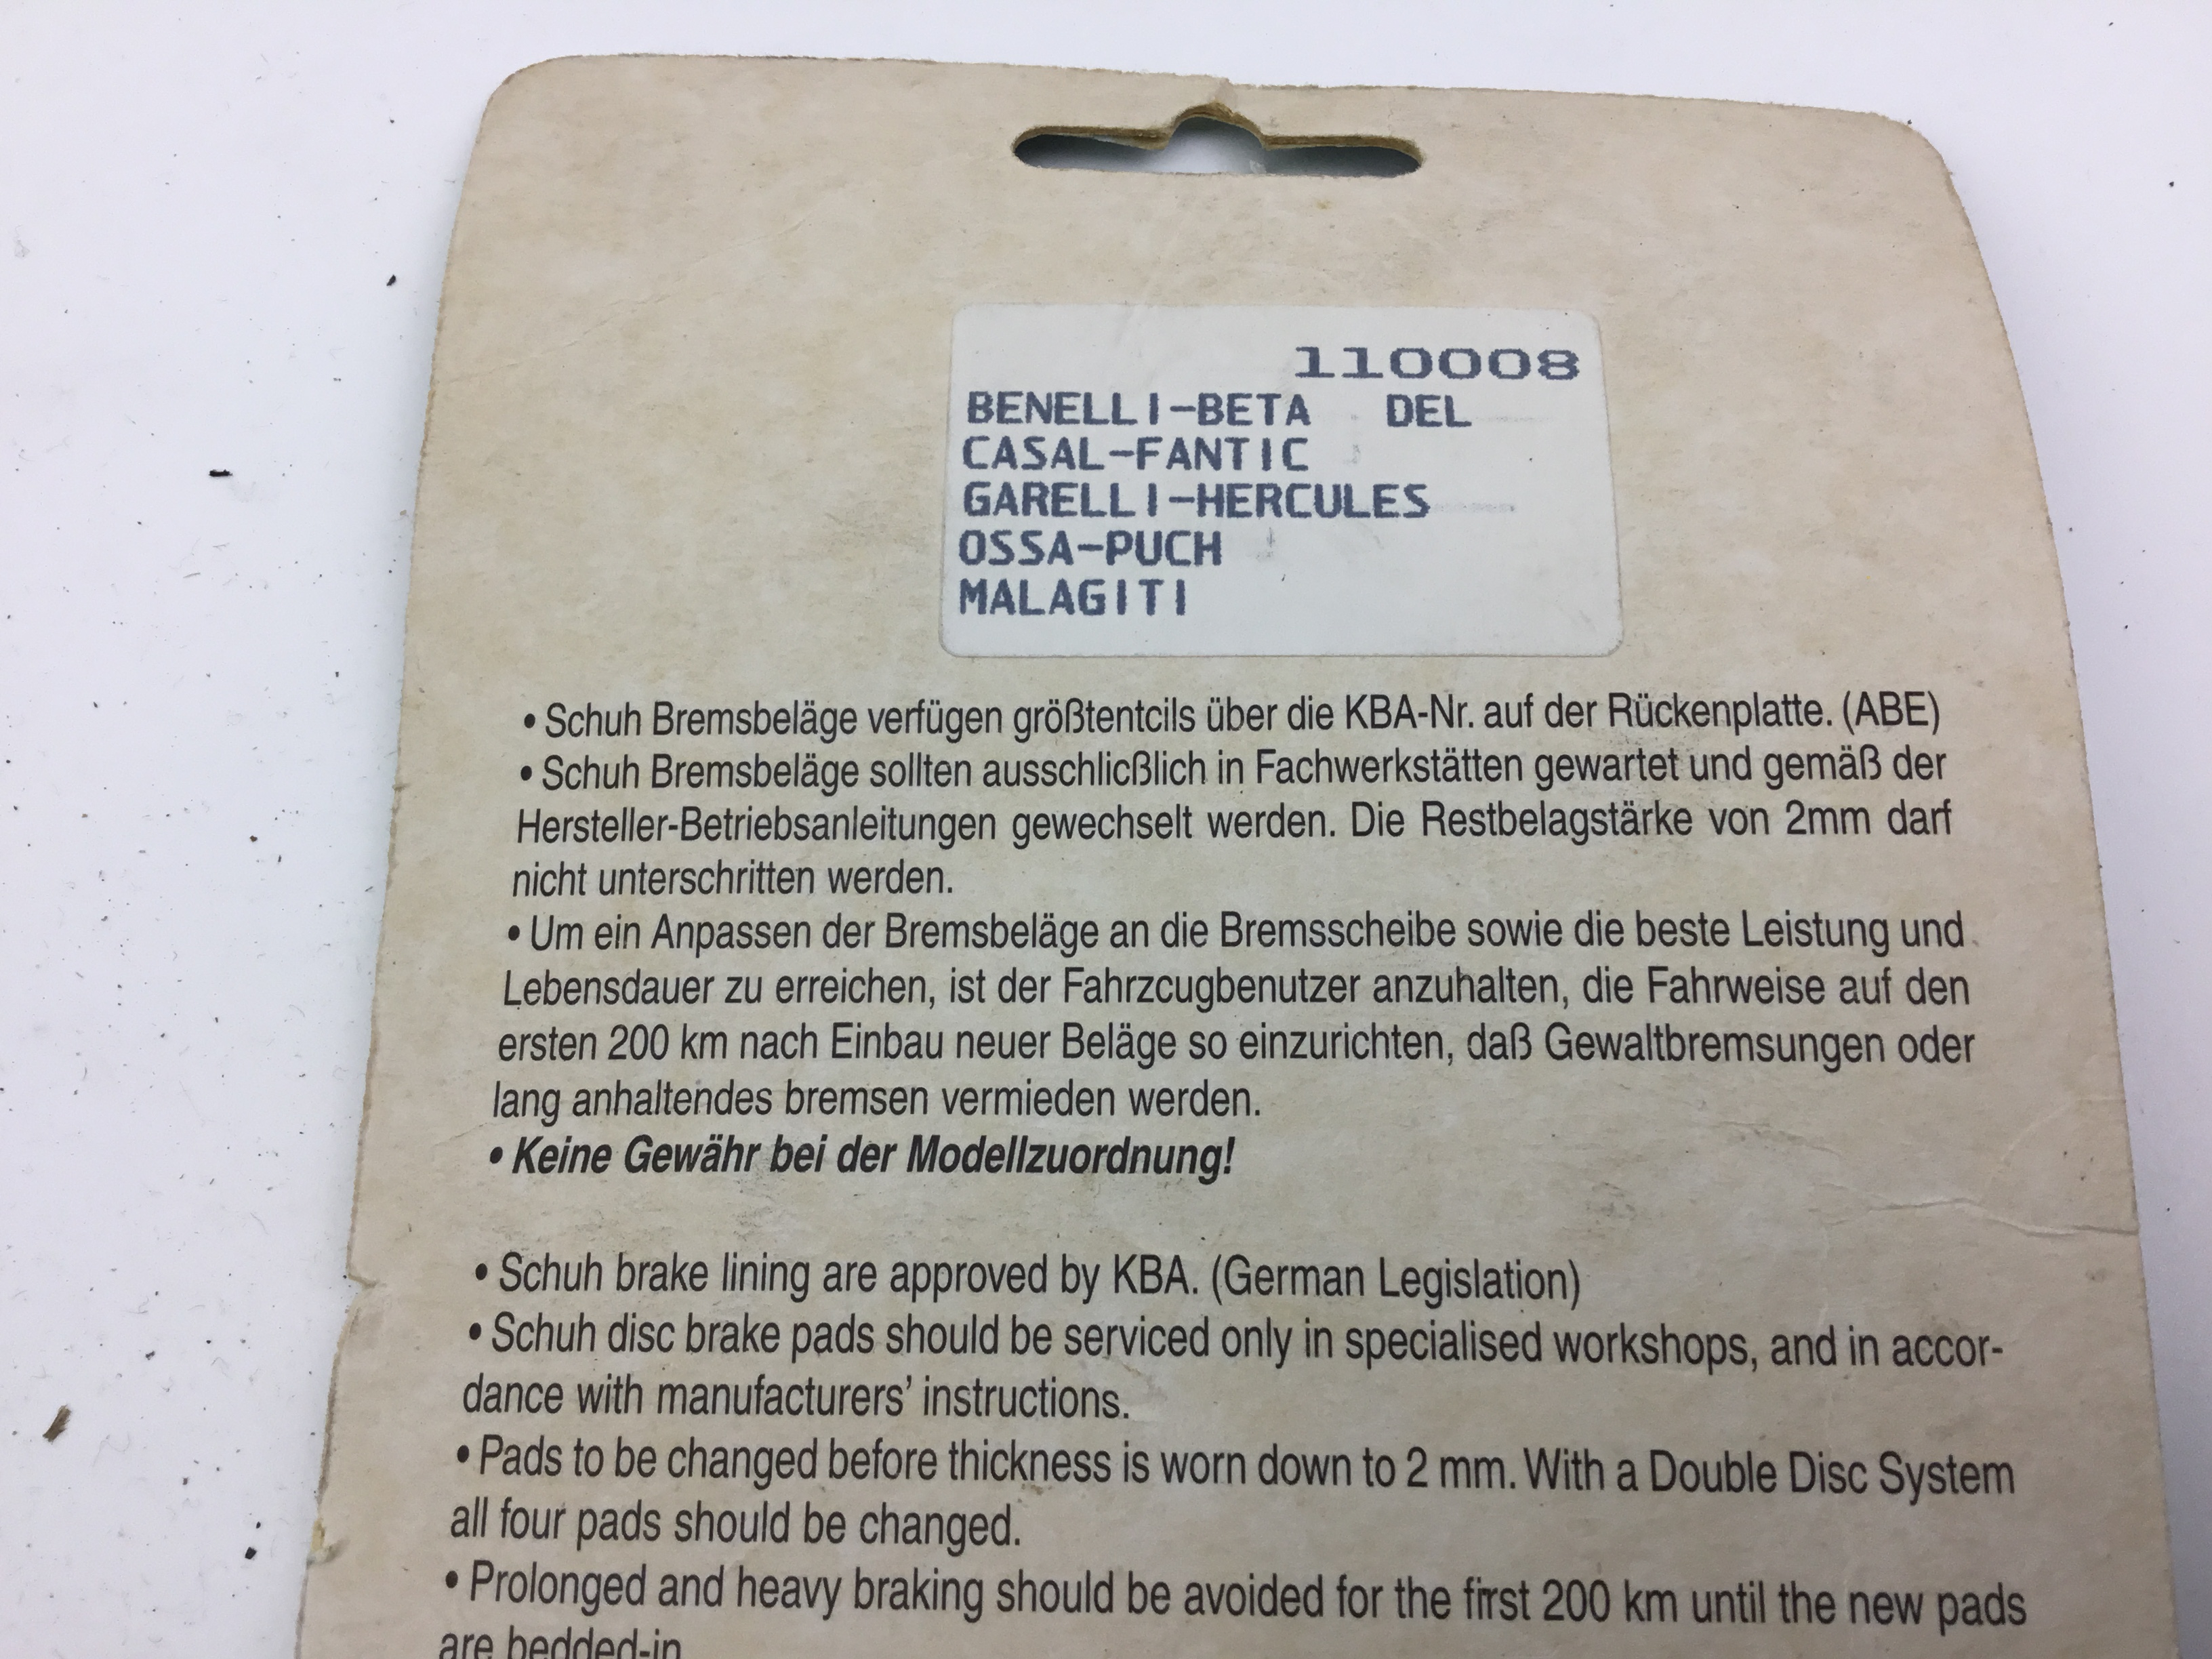 110008
BENELLI-BETA DEL
CASAL-FANTIC
GARELLI-HERCULES
OSSA-PUCH
MALAGITI
• Schuh Bremsbeläge verfügen größtentcils über die KBA-Nr. auf der Rückenplatte. (ABE)
• Schuh Bremsbeläge sollten ausschlicßlich in Fachwerkstätten gewartet und gemäß der
Hersteller-Betriebsanleitungen gewechselt werden. Die Restbelagstärke von 2mm darf
nicht unterschritten werden.
• Um ein Anpassen der Bremsbeläge an die Bremsscheibe sowie die beste Leistung und
Lebensdauer zu erreichen, ist der Fahrzcugbenutzer anzuhalten, die Fahrweise auf den
ersten 200 km nach Einbau neuer Beläge so einzurichten, daß Gewaltbremsungen oder
lang anhaltendes bremsen vermieden werden.
• Keine Gewähr bei der Modellzuordnung!
• Schuh brake lining are approved by KBA. (German Legislation)
• Schuh disc brake pads should be serviced only in specialised workshops, and in accor-
dance with manufacturers’ instructions.
• Pads to be changed before thickness is worn down to 2 mm. With a Double Disc System
all four pads should be changed.
• Prolonged and heavy braking should be avoided for the first 200 km until the new pads
are bedded-in